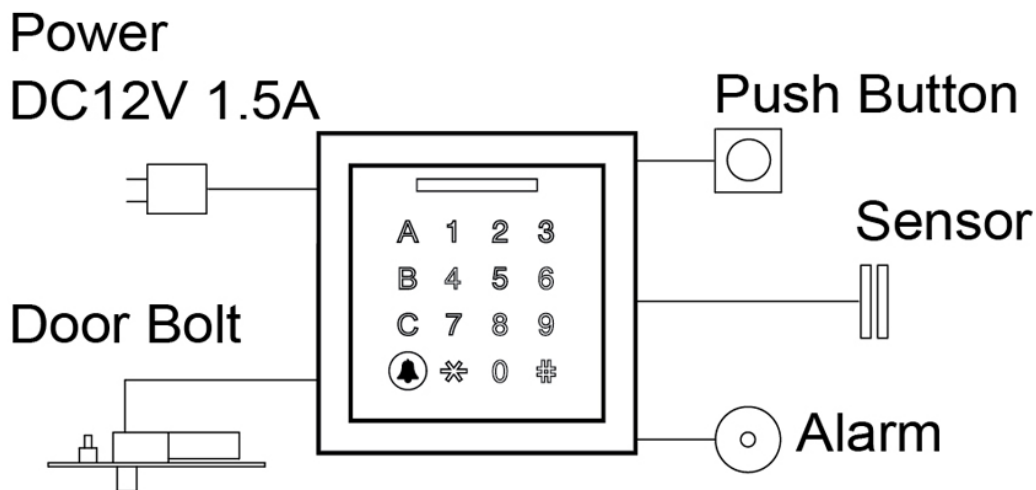 Power
DC12V 1.5A
Push Button
Sensor
A 1 2 3
B 4 5 6
C 7 8 9
* 0 #
Door Bolt
Alarm